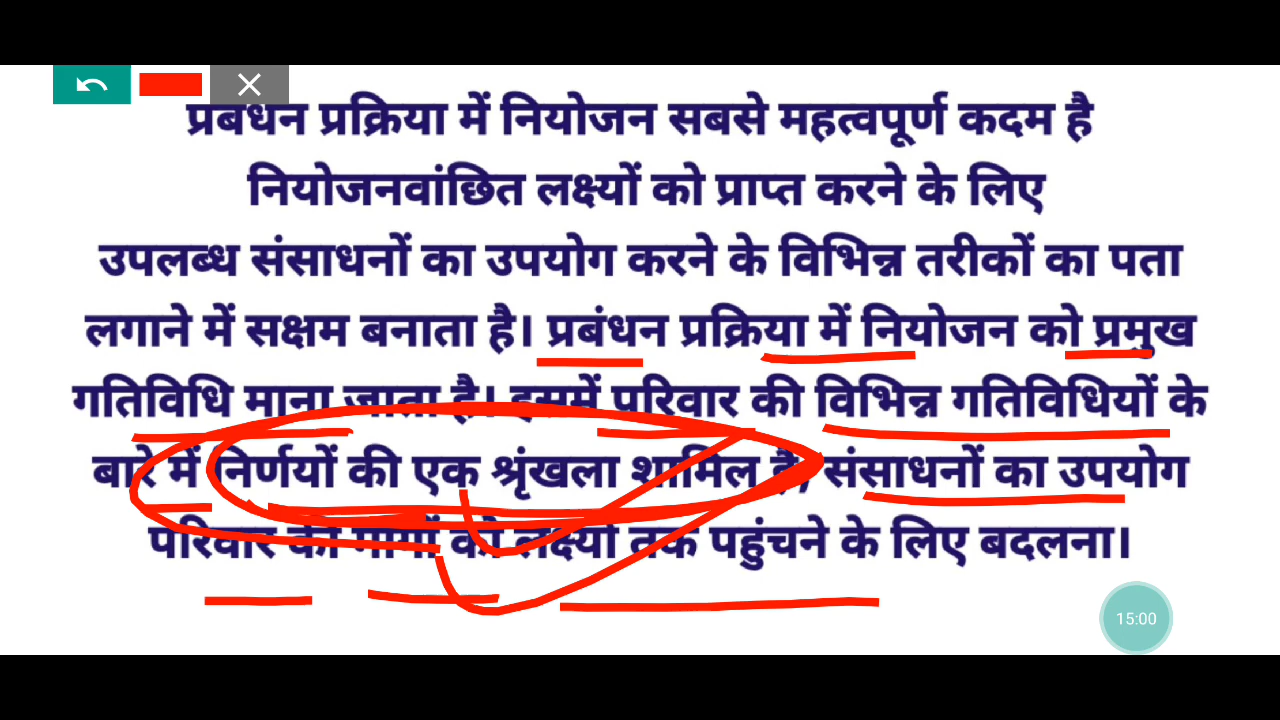 प्रबंधन प्रक्रिया में नियोजन सबसे महत्वपूर्ण कदम है
नियोजनवांछित लक्ष्यों को प्राप्त करने के लिए
उपलब्ध संसाधनों का उपयोग करने के विभिन्न तरीकों का पता
लगाने में सक्षम बनाता है। प्रबंधन प्रक्रिया में नियोजन को प्रमुख
गतिविधि माना जाता है। इसमें परिवार की विभिन्न गतिविधियों के
बारे में निर्णयों की एक श्रृंखला शामिल है, संसाधनों का उपयोग
परिवार की मांगों को लक्ष्यों तक पहुंचने के लिए बदलना।
15:00